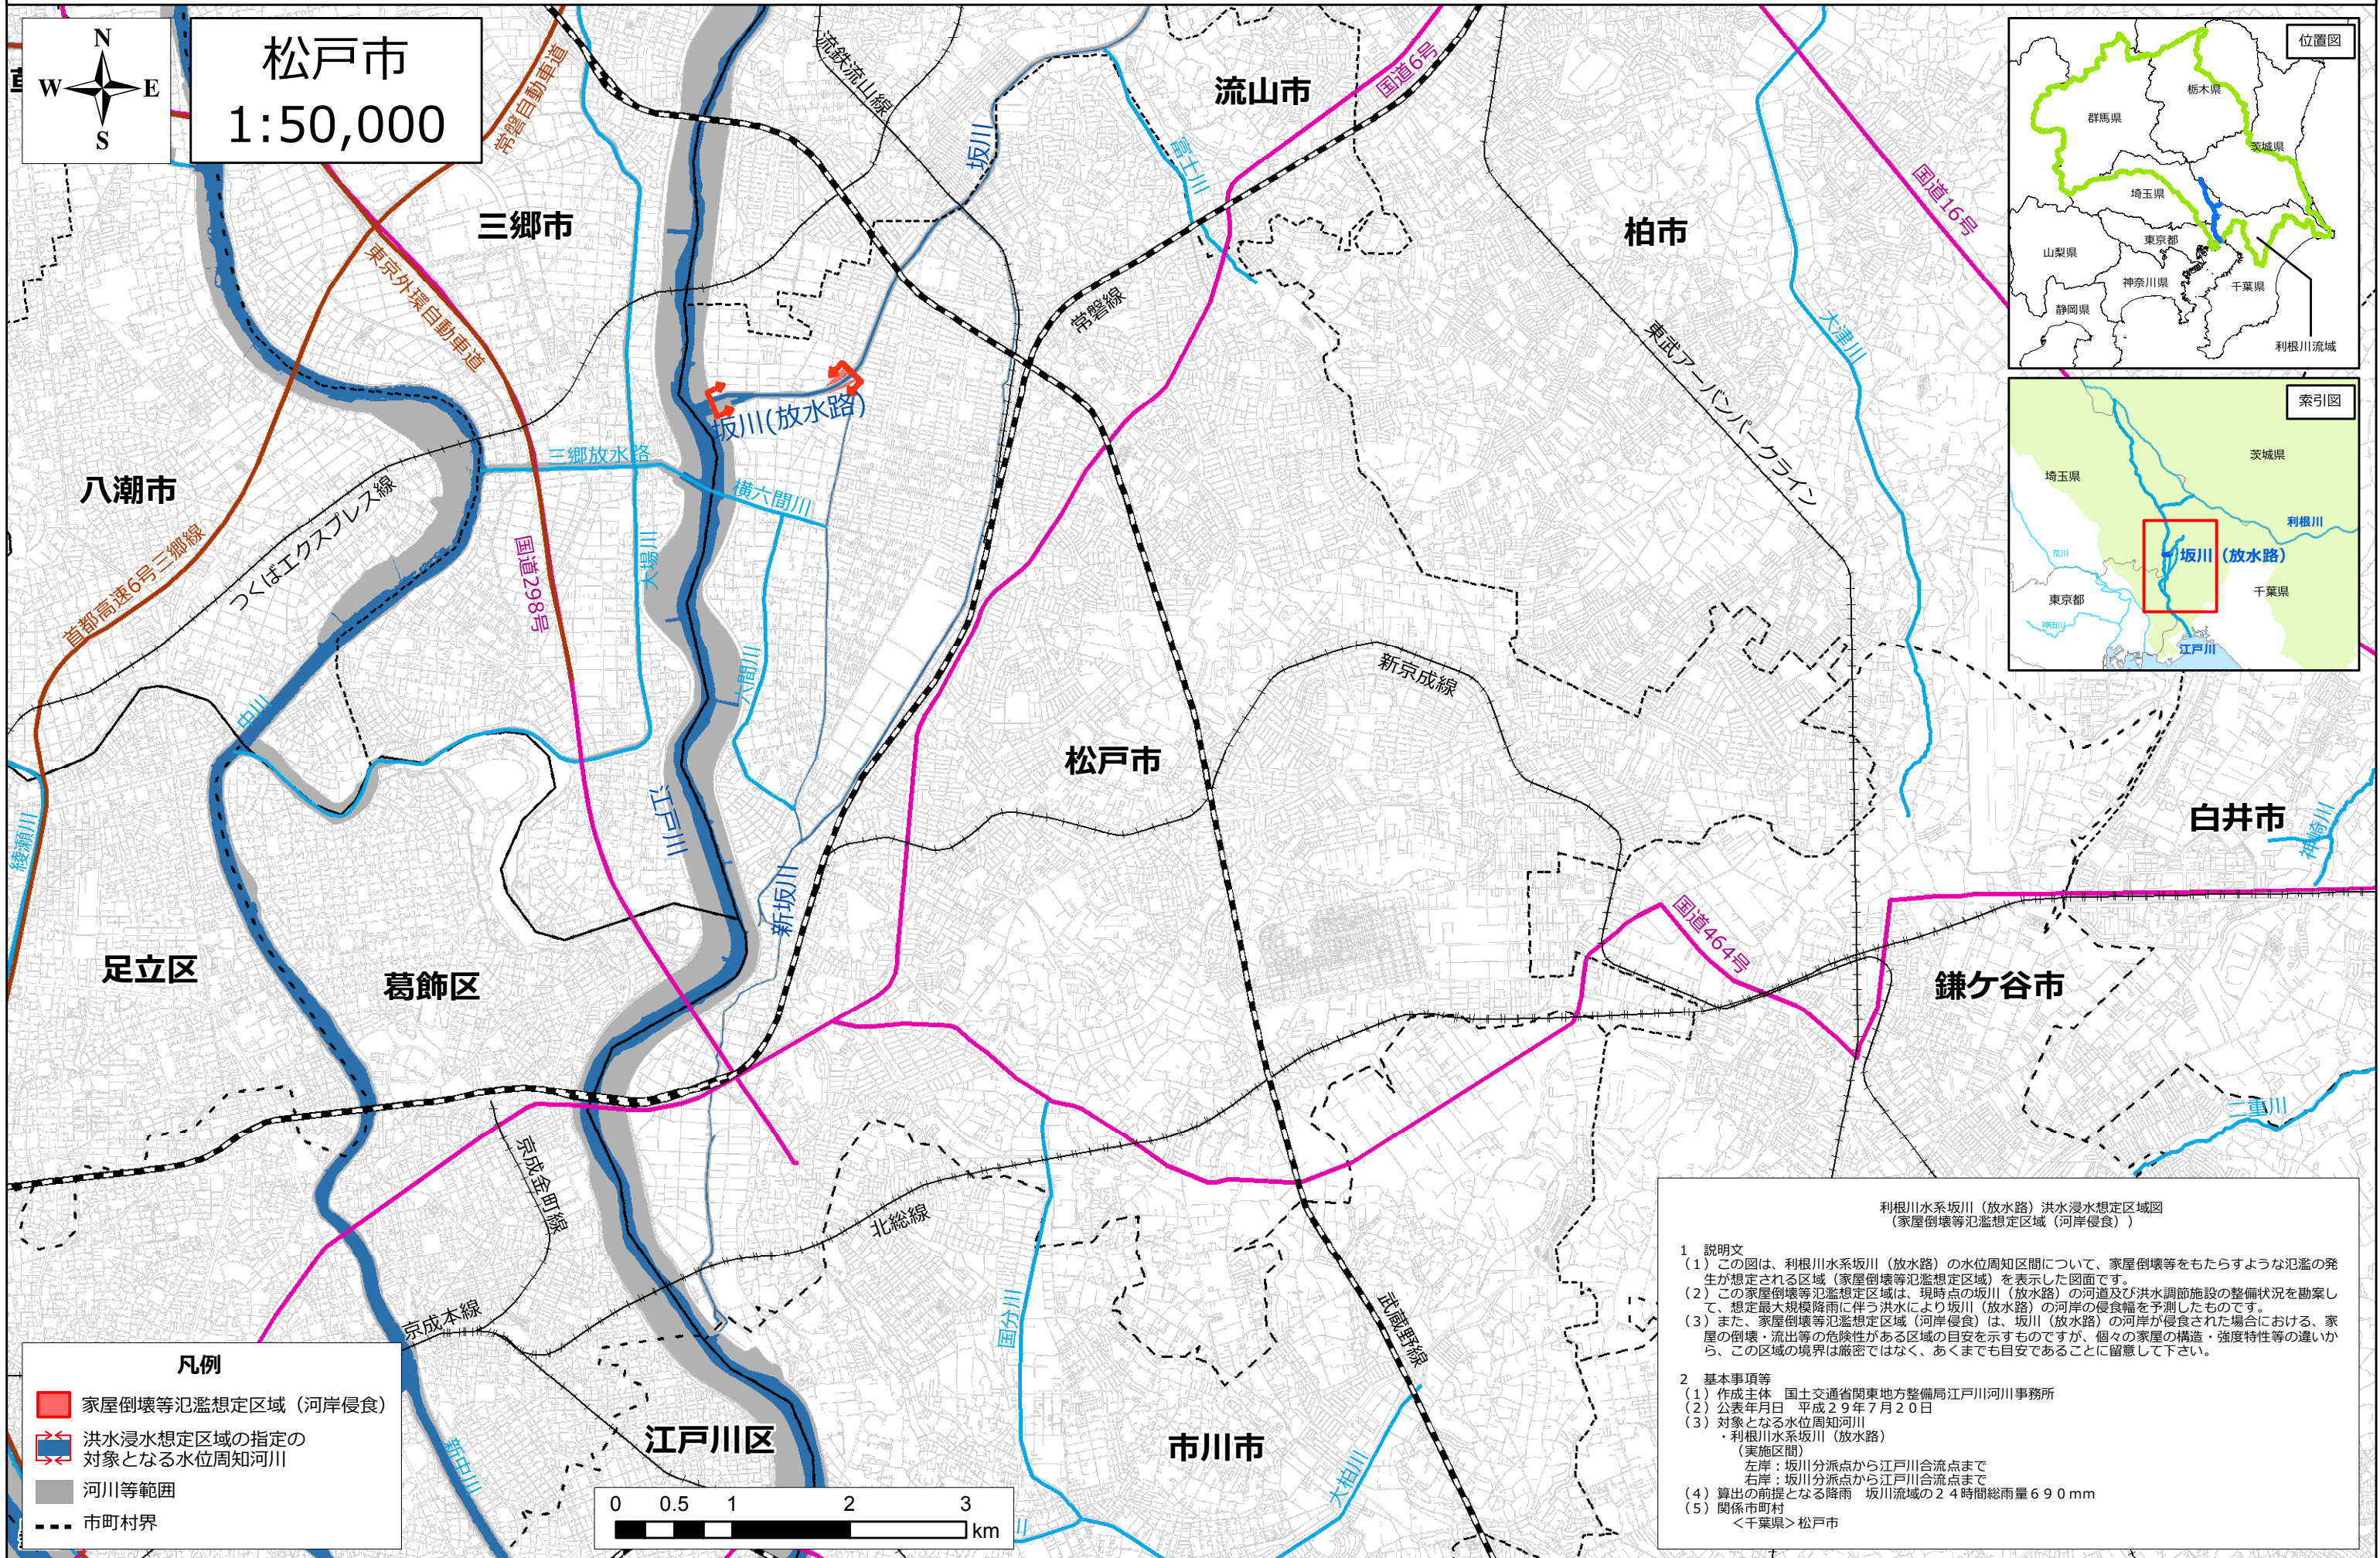 N
W
E
S
松戸市
1:50,000
常磐自動車道
流鉄流山線
坂川
富士川
流山市
国道6号
国道16号
三郷市
柏市
東京外環自動車道
常磐線
東武アーバンパークライン
大津川
坂川(放水路)
三郷放水路
横六間川
八潮市
首都高速6号三郷線
つくばエクスプレス線
国道298号
大場川
六間川
中川
新京成線
松戸市
江戸川
新坂川
綾瀬川
白井市
神崎川
足立区
葛飾区
国道464号
鎌ケ谷市
二重川
京成金町線
北総線
京成本線
国分川
武蔵野線
新中川
江戸川区
市川市
大柏川
位置図
栃木県
群馬県
茨城県
埼玉県
東京都
山梨県
神奈川県
千葉県
静岡県
利根川流域
索引図
茨城県
埼玉県
利根川
荒川
坂川（放水路）
千葉県
東京都
神田川
江戸川
凡例
家屋倒壊等氾濫想定区域（河岸侵食）
洪水浸水想定区域の指定の
対象となる水位周知河川
河川等範囲
市町村界
0 0.5 1 2 3
km
利根川水系坂川（放水路）洪水浸水想定区域図
（家屋倒壊等氾濫想定区域（河岸侵食））
1　説明文
（1）この図は、利根川水系坂川（放水路）の水位周知区間について、家屋倒壊等をもたらすような氾濫の発
生が想定される区域（家屋倒壊等氾濫想定区域）を表示した図面です。
（2）この家屋倒壊等氾濫想定区域は、現時点の坂川（放水路）の河道及び洪水調節施設の整備状況を勘案し
て、想定最大規模降雨に伴う洪水により坂川（放水路）の河岸の侵食幅を予測したものです。
（3）また、家屋倒壊等氾濫想定区域（河岸侵食）は、坂川（放水路）の河岸が侵食された場合における、家
屋の倒壊・流出等の危険性がある区域の目安を示すものですが、個々の家屋の構造・強度特性等の違いか
ら、この区域の境界は厳密ではなく、あくまでも目安であることに留意して下さい。
2　基本事項等
（1）作成主体　国土交通省関東地方整備局江戸川河川事務所
（2）公表年月日　平成２９年７月２０日
（3）対象となる水位周知河川
・利根川水系坂川（放水路）
（実施区間）
左岸：坂川分派点から江戸川合流点まで
右岸：坂川分派点から江戸川合流点まで
（4）算出の前提となる降雨　坂川流域の２４時間総雨量６９０mm
（5）関係市町村
＜千葉県＞松戸市